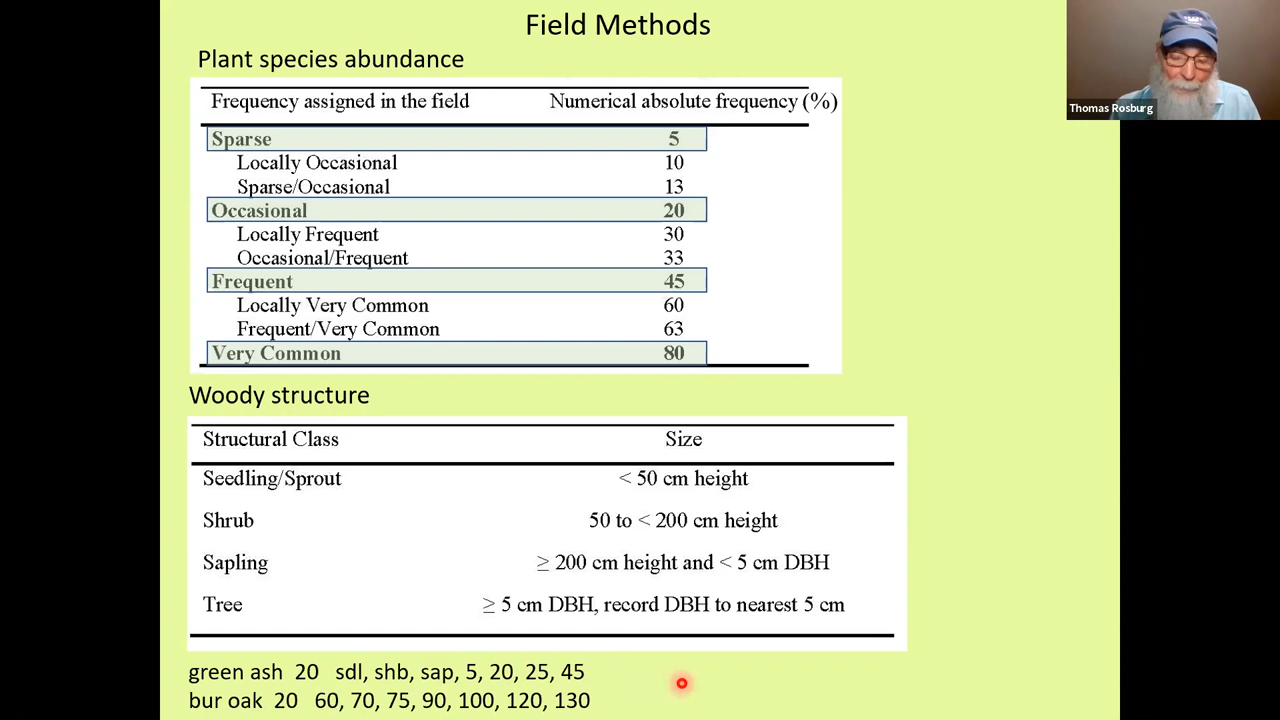 Field Methods
Plant species abundance
Frequency assigned in the field Numerical absolute frequency (%)
Sparse 5
Locally Occasional 10
Sparse/Occasional 13
Occasional 20
Locally Frequent 30
Occasional/Frequent 33
Frequent 45
Locally Very Common 60
Frequent/Very Common 63
Very Common 80
Woody structure
Structural Class Size
Seedling/Sprout < 50 cm height
Shrub 50 to < 200 cm height
Sapling ≥ 200 cm height and < 5 cm DBH
Tree ≥ 5 cm DBH, record DBH to nearest 5 cm
green ash 20 sdl, shb, sap, 5, 20, 25, 45
bur oak 20 60, 70, 75, 90, 100, 120, 130
Thomas Rosburg